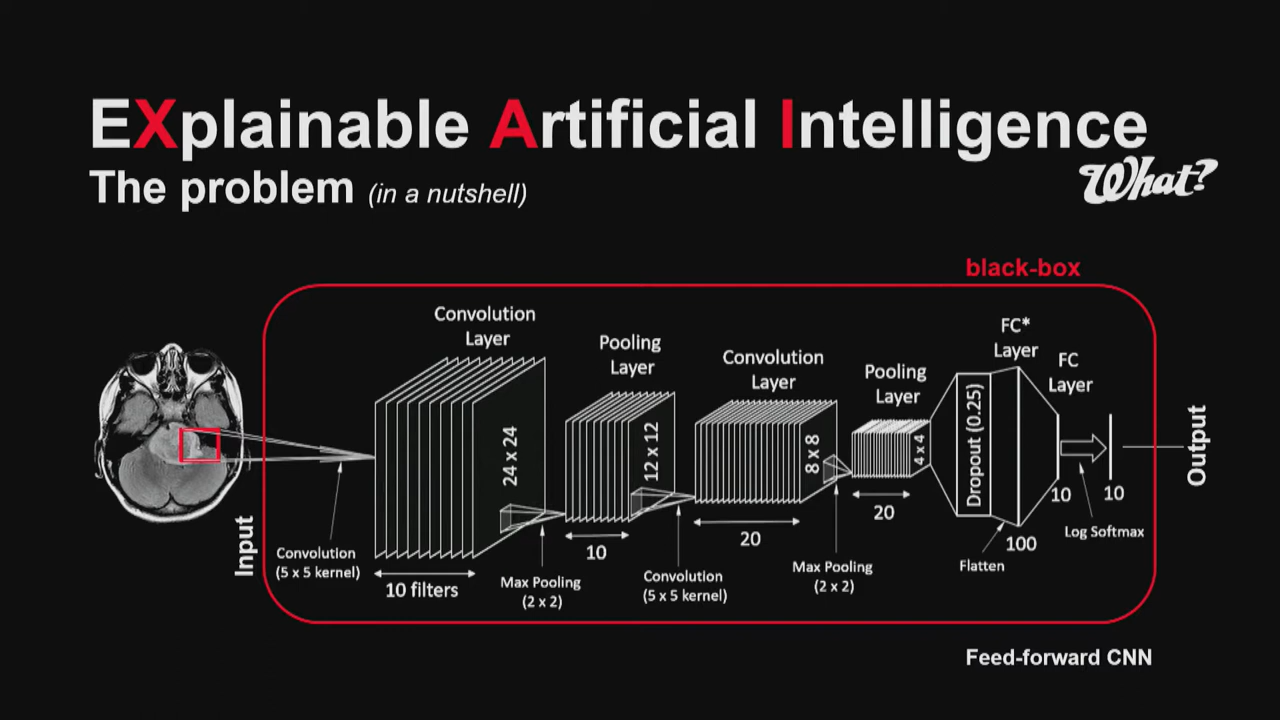 EXplainable Artificial Intelligence
The problem (in a nutshell)
What?
black-box
Convolution
Layer
Pooling
Layer
Convolution
Layer
Pooling
Layer
FC*
Layer
FC
Layer
24 x 24
12 x 12
8 x 8
4 x 4
Dropout (0.25)
Output
Input
Convolution
(5 x 5 kernel)
10 filters
Max Pooling
(2 x 2)
10
Convolution
(5 x 5 kernel)
20
Max Pooling
(2 x 2)
20
Flatten
100
10
10
Log Softmax
Feed-forward CNN